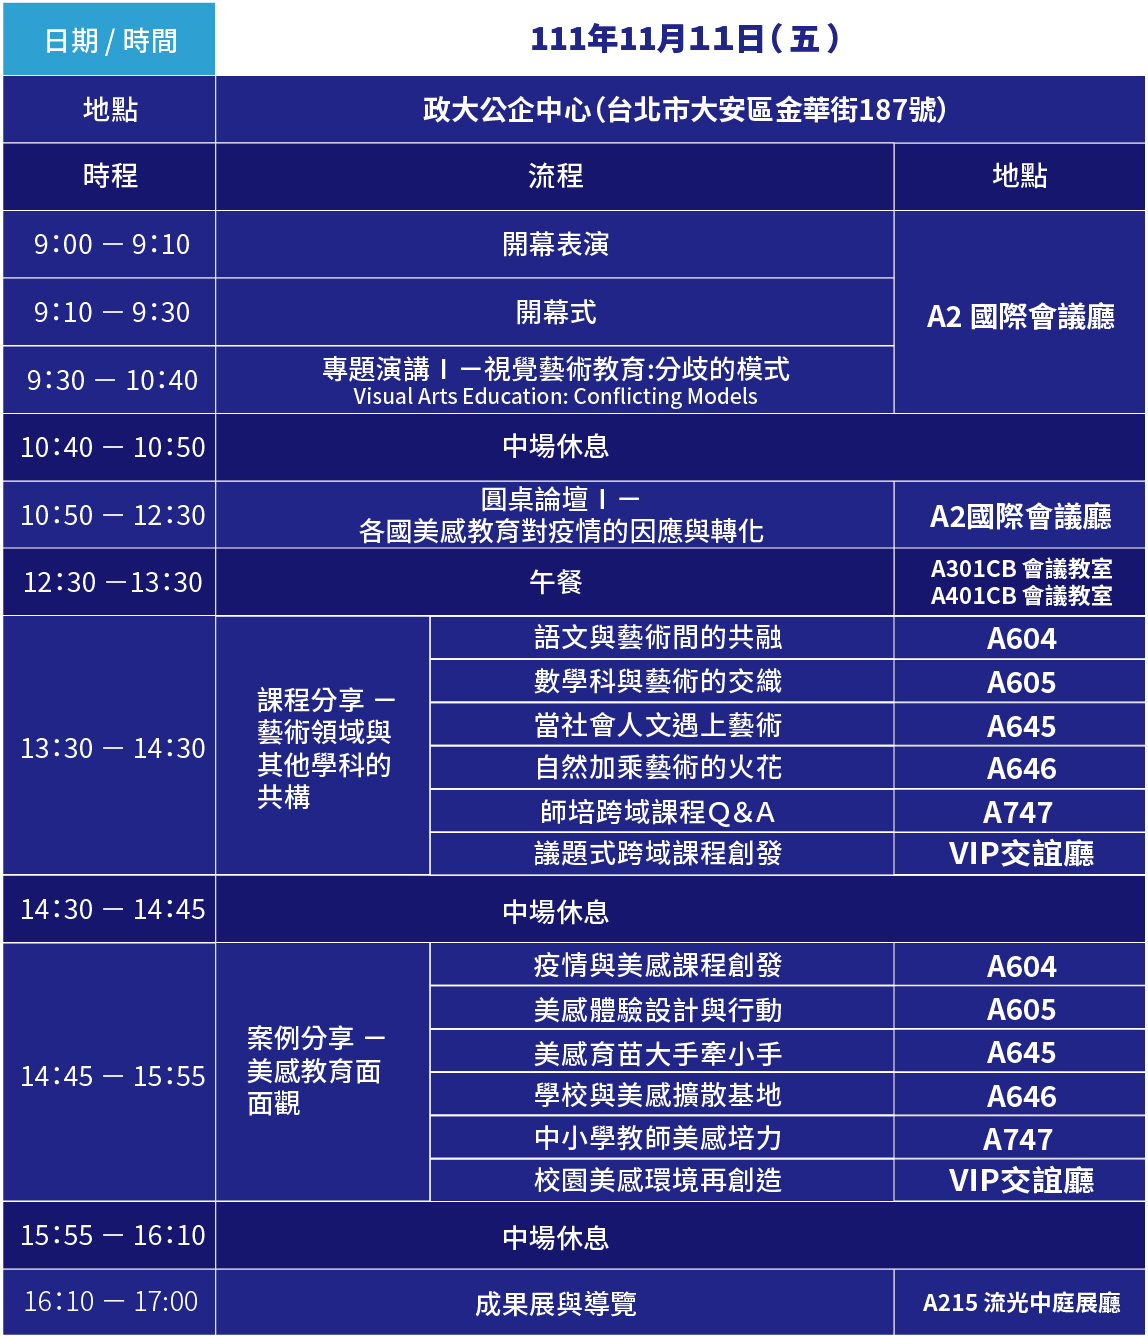 日期 / 時間
111年11月11日( 五 )
地點
政大公企中心(台北市大安區金華街187號)
時程
流程
地點
9:00 － 9:10
開幕表演
A2 國際會議廳
9:10 － 9:30
開幕式
9:30 － 10:40
專題演講Ⅰ－視覺藝術教育:分歧的模式
Visual Arts Education: Conflicting Models
10:40 － 10:50
中場休息
10:50 － 12:30
圓桌論壇Ⅰ－
各國美感教育對疫情的因應與轉化
A2國際會議廳
12:30 －13:30
午餐
A301CB 會議教室
A401CB 會議教室
13:30 － 14:30
課程分享 －
藝術領域與
其他學科的
共構
語文與藝術間的共融
A604
數學科與藝術的交織
A605
當社會人文遇上藝術
A645
自然加乘藝術的火花
A646
師培跨域課程Q&A
A747
議題式跨域課程創發
VIP交誼廳
14:30 － 14:45
中場休息
14:45 － 15:55
案例分享 －
美感教育面
面觀
疫情與美感課程創發
A604
美感體驗設計與行動
A605
美感育苗大手牽小手
A645
學校與美感擴散基地
A646
中小學教師美感培力
A747
校園美感環境再創造
VIP交誼廳
15:55 － 16:10
中場休息
16:10 － 17:00
成果展與導覽
A215 流光中庭展廳